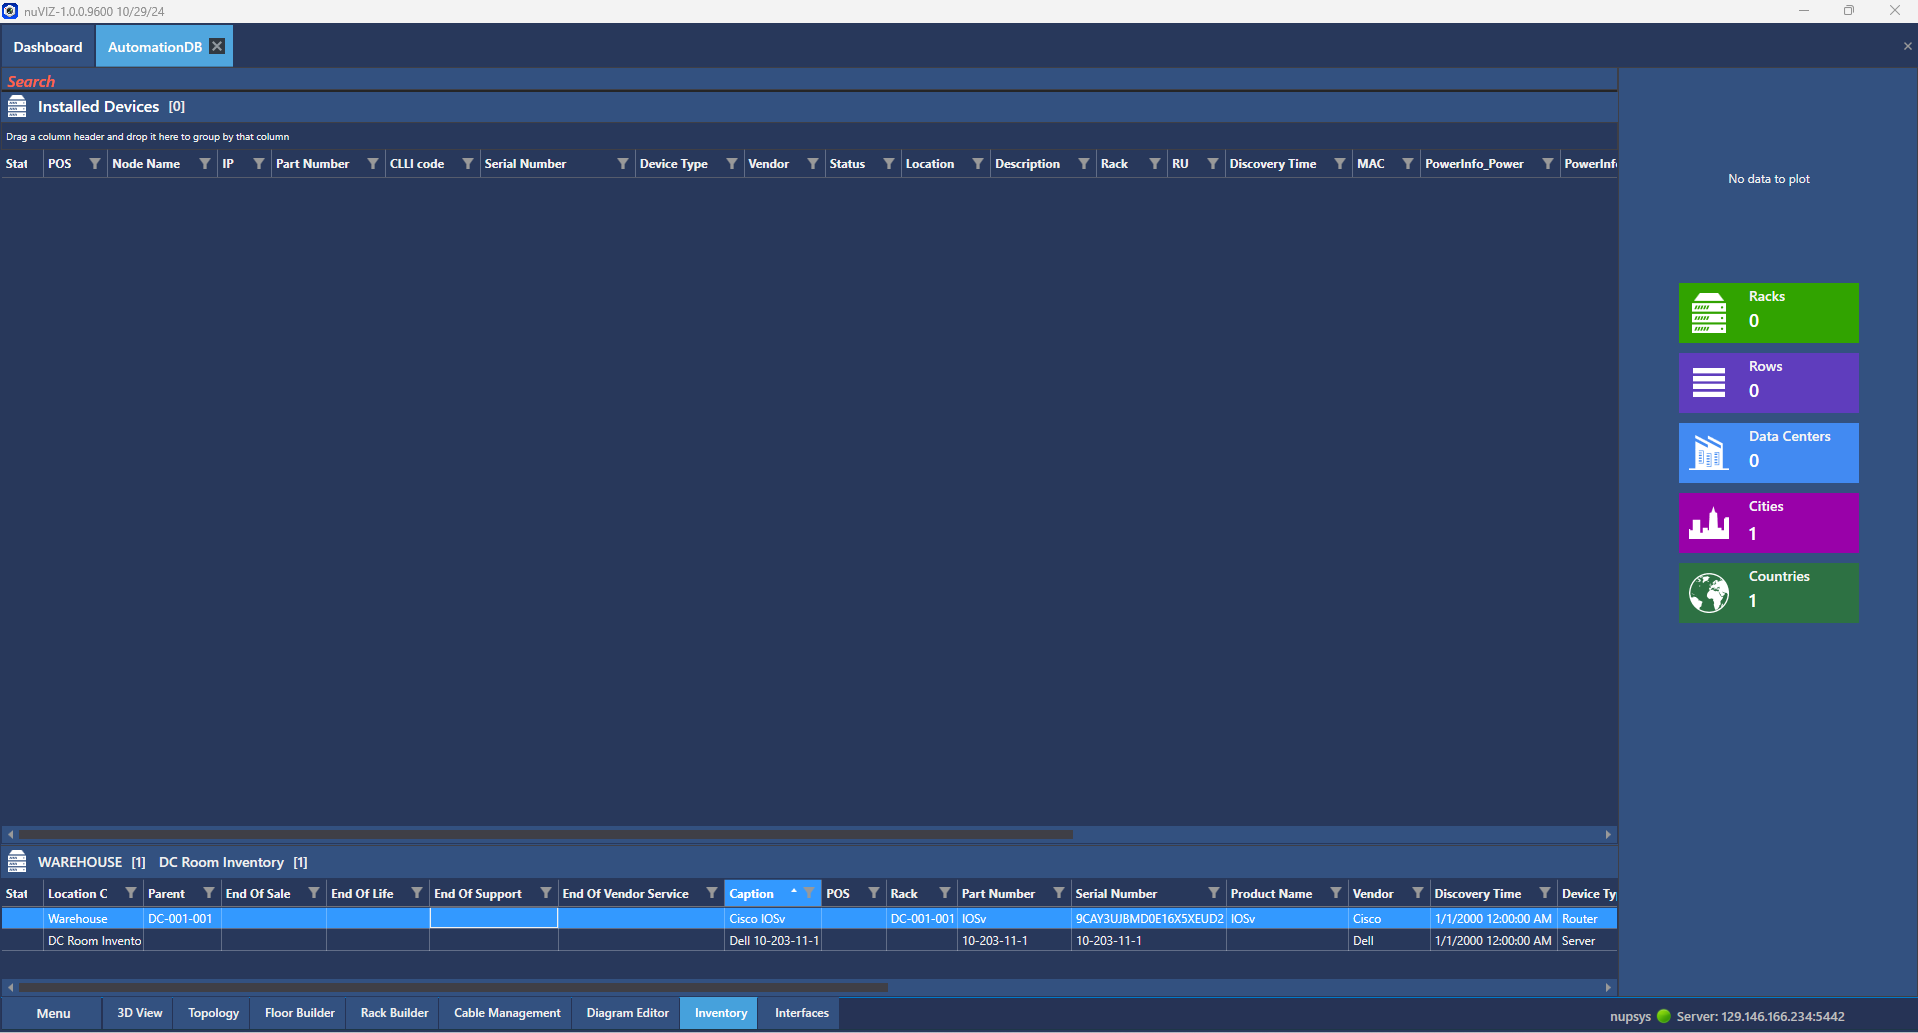 nuVIZ-1.0.0.9600 10/29/24
Dashboard AutomationDB
Search
Installed Devices [0]
Drag a column header and drop it here to group by that column
Stat POS Node Name IP Part Number CLLI code Serial Number Device Type Vendor Status Location Description Rack RU Discovery Time MAC PowerInfo_Power PowerInf
No data to plot
Racks
0
Rows
0
Data Centers
0
Cities
1
Countries
1
WAREHOUSE [1] DC Room Inventory [1]
Stat Location C Parent End Of Sale End Of Life End Of Support End Of Vendor Service Caption POS Rack Part Number Serial Number Product Name Vendor Discovery Time Device Ty
Warehouse DC-001-001 Cisco IOSv DC-001-001 IOSv 9CAY3UJBMD0E16X5XEUD2 IOSv Cisco 1/1/2000 12:00:00 AM Router
DC Room Invento Dell 10-203-11-1 10-203-11-1 10-203-11-1 Dell 1/1/2000 12:00:00 AM Server
Menu 3D View Topology Floor Builder Rack Builder Cable Management Diagram Editor Inventory Interfaces
nupsys Server: 129.146.166.234:5442